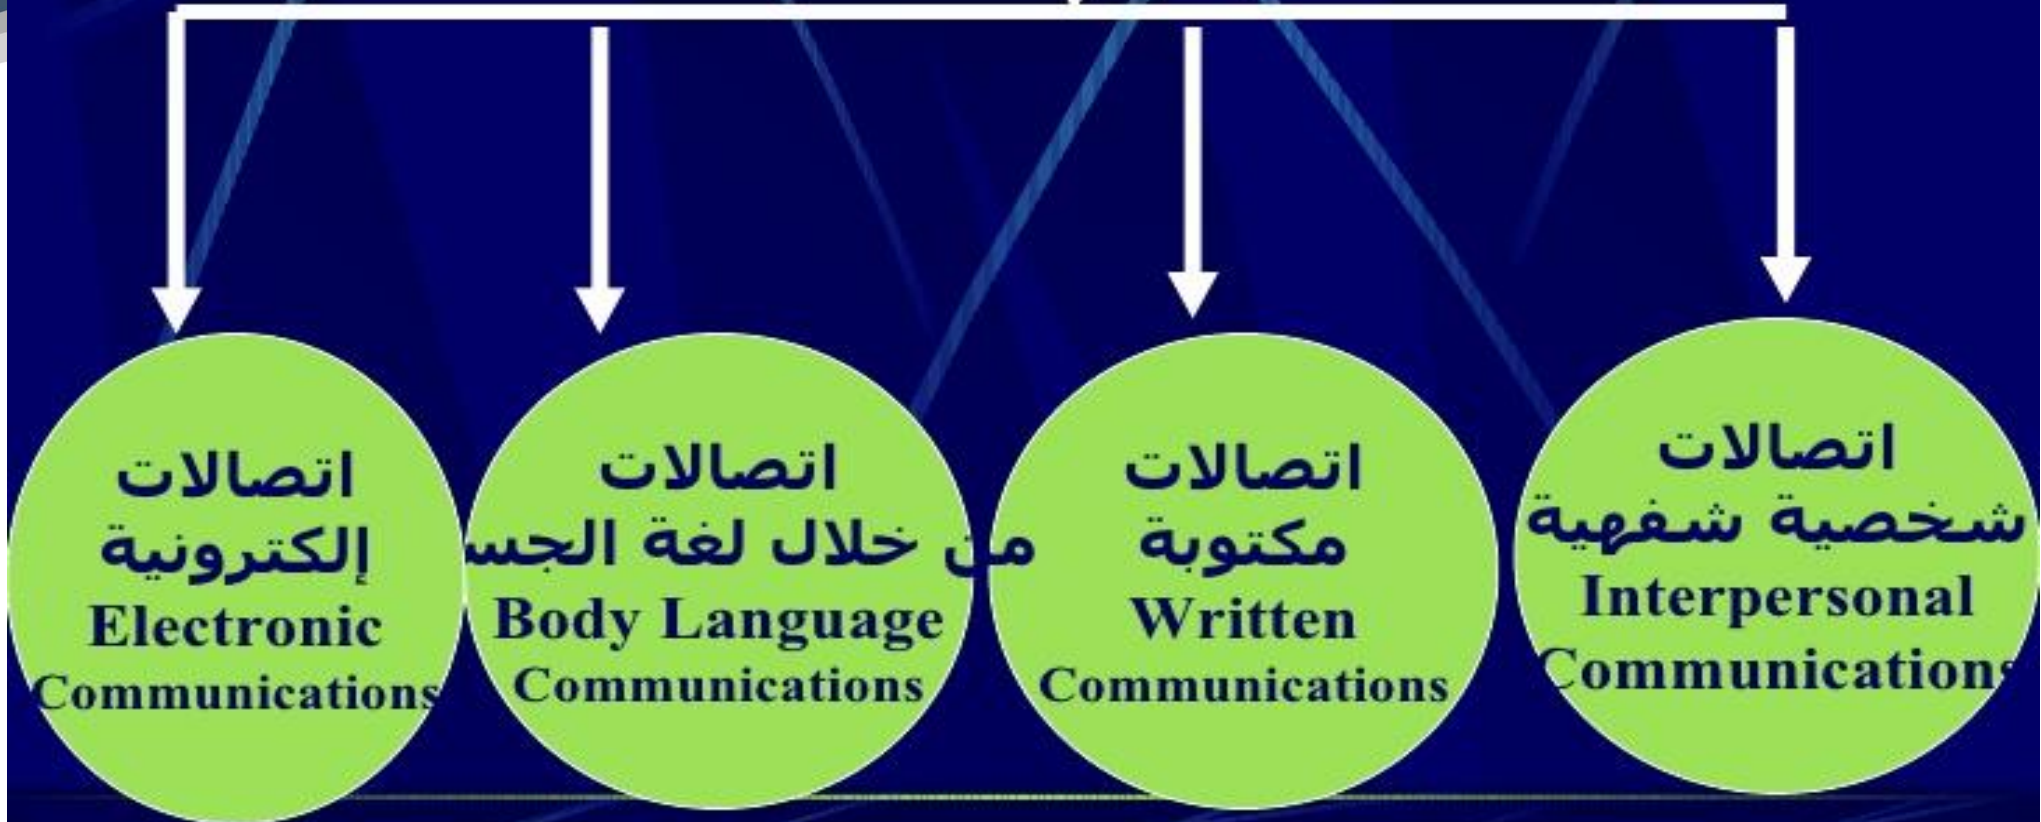 اتصالات
شخصية شفهية
Interpersonal
Communications
اتصالات
مكتوبة
Written
Communications
اتصالات
من خلال لغة الجس
Body Language
Communications
اتصالات
إلكترونية
Electronic
Communications